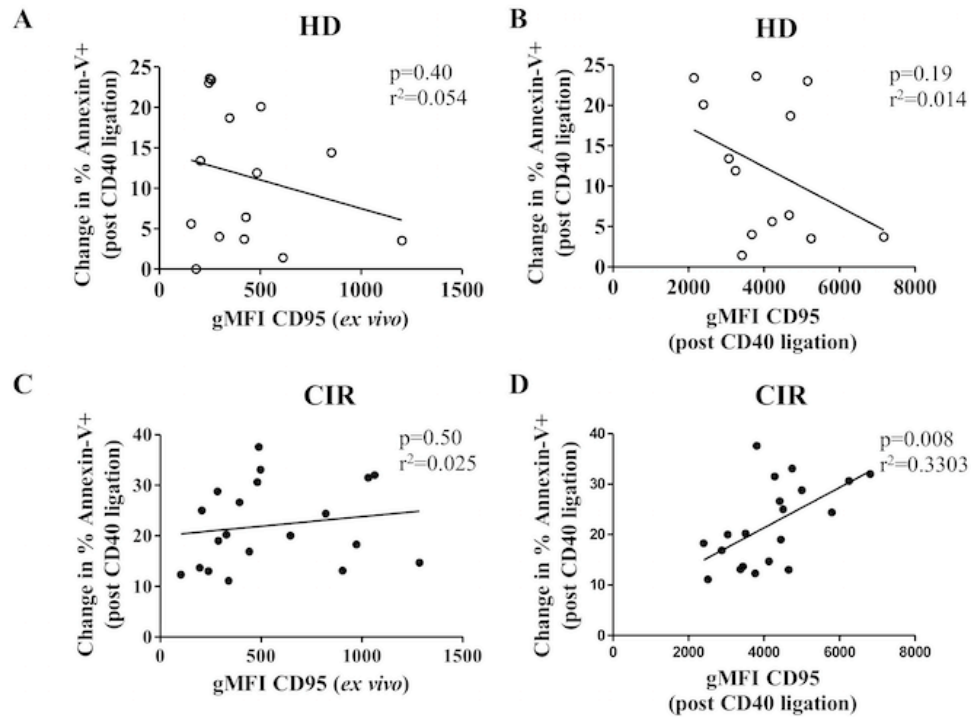 A
HD
Change in % Annexin-V+
(post CD40 ligation)
25
20
15
10
5
0
p=0.40
r²=0.054
0
500
1000
1500
gMFI CD95 (ex vivo)
B
HD
Change in % Annexin-V+
(post CD40 ligation)
25
20
15
10
5
0
p=0.19
r²=0.014
0
2000
4000
6000
8000
gMFI CD95
(post CD40 ligation)
C
CIR
Change in % Annexin-V+
(post CD40 ligation)
40
30
20
10
0
p=0.50
r²=0.025
0
500
1000
1500
gMFI CD95 (ex vivo)
D
CIR
Change in % Annexin-V+
(post CD40 ligation)
40
30
20
10
0
p=0.008
r²=0.3303
0
2000
4000
6000
8000
gMFI CD95
(post CD40 ligation)